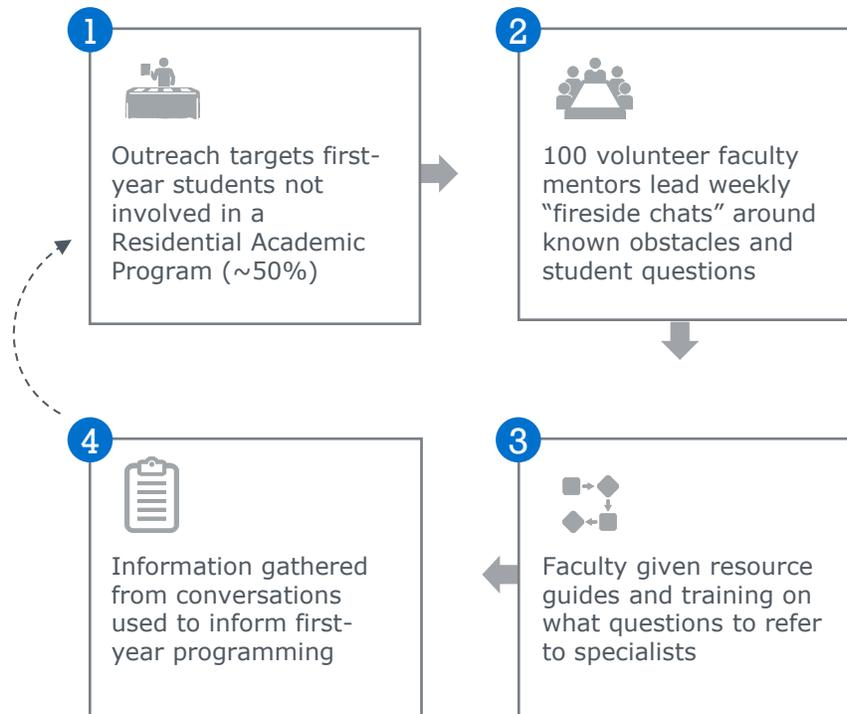 1
Outreach targets first-
year students not
involved in a
Residential Academic
Program (~50%)
2
100 volunteer faculty
mentors lead weekly
“fireside chats” around
known obstacles and
student questions
3
Faculty given resource
guides and training on
what questions to refer
to specialists
4
Information gathered
from conversations
used to inform first-
year programming